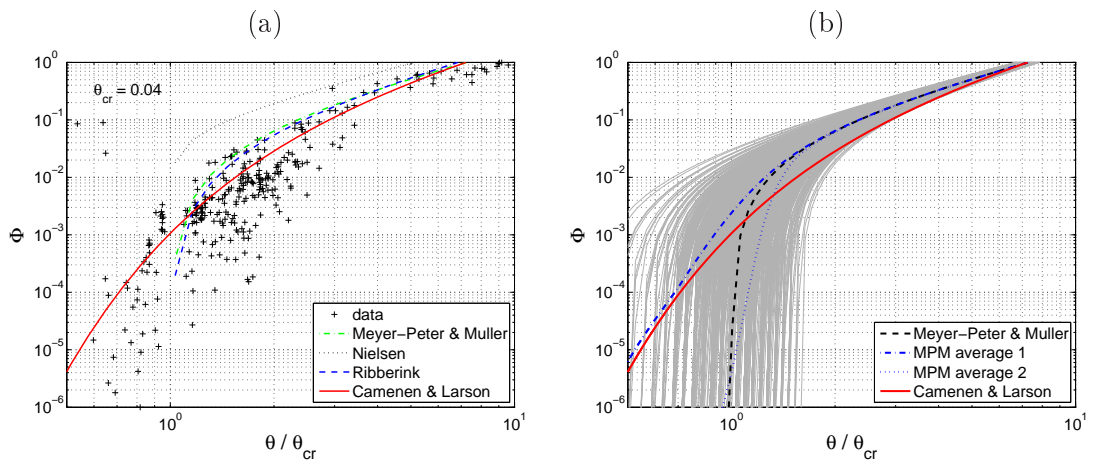 (a)
10^0
10^-1
10^-2
10^-3
10^-4
10^-5
10^-6
Φ
θ_cr = 0.04
data
Meyer−Peter & Muller
Nielsen
Ribberink
Camenen & Larson
10^0
10^1
θ / θ_cr
(b)
10^0
10^-1
10^-2
10^-3
10^-4
10^-5
10^-6
Φ
Meyer−Peter & Muller
MPM average 1
MPM average 2
Camenen & Larson
10^0
10^1
θ / θ_cr